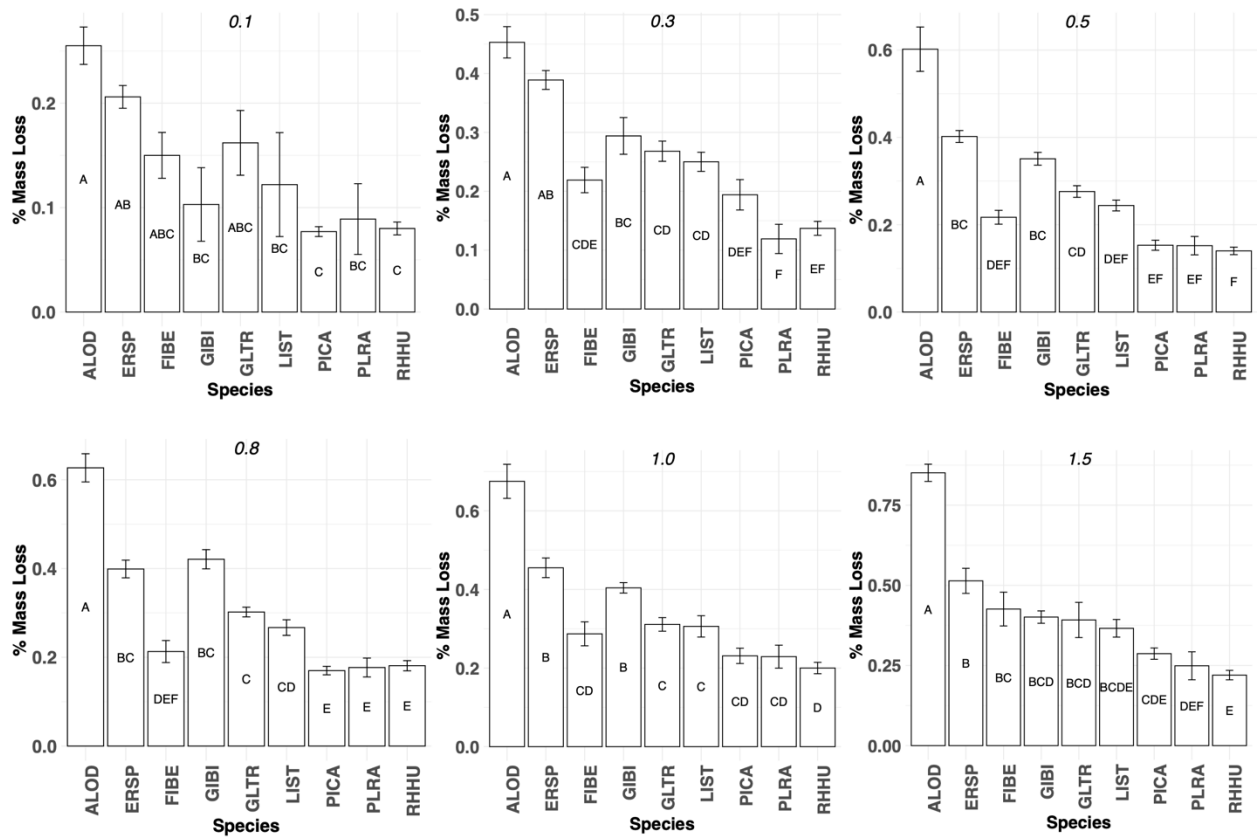 0.1
% Mass Loss
0.2
0.1
0.0
A
AB
ABC
BC
ABC
BC
C
BC
C
ALOD
ERSP
FIBE
GIBI
GLTR
LIST
PICA
PLRA
RHHU
Species
0.3
% Mass Loss
0.5
0.4
0.3
0.2
0.1
0.0
A
AB
CDE
BC
CD
CD
DEF
F
EF
ALOD
ERSP
FIBE
GIBI
GLTR
LIST
PICA
PLRA
RHHU
Species
0.5
% Mass Loss
0.6
0.4
0.2
0.0
A
BC
DEF
BC
CD
DEF
EF
EF
F
ALOD
ERSP
FIBE
GIBI
GLTR
LIST
PICA
PLRA
RHHU
Species
0.8
% Mass Loss
0.6
0.4
0.2
0.0
A
BC
DEF
BC
C
CD
E
E
E
ALOD
ERSP
FIBE
GIBI
GLTR
LIST
PICA
PLRA
RHHU
Species
1.0
% Mass Loss
0.6
0.4
0.2
0.0
A
B
CD
B
C
C
CD
CD
D
ALOD
ERSP
FIBE
GIBI
GLTR
LIST
PICA
PLRA
RHHU
Species
1.5
% Mass Loss
0.75
0.50
0.25
0.00
A
B
BC
BCD
BCD
BCDE
CDE
DEF
E
ALOD
ERSP
FIBE
GIBI
GLTR
LIST
PICA
PLRA
RHHU
Species